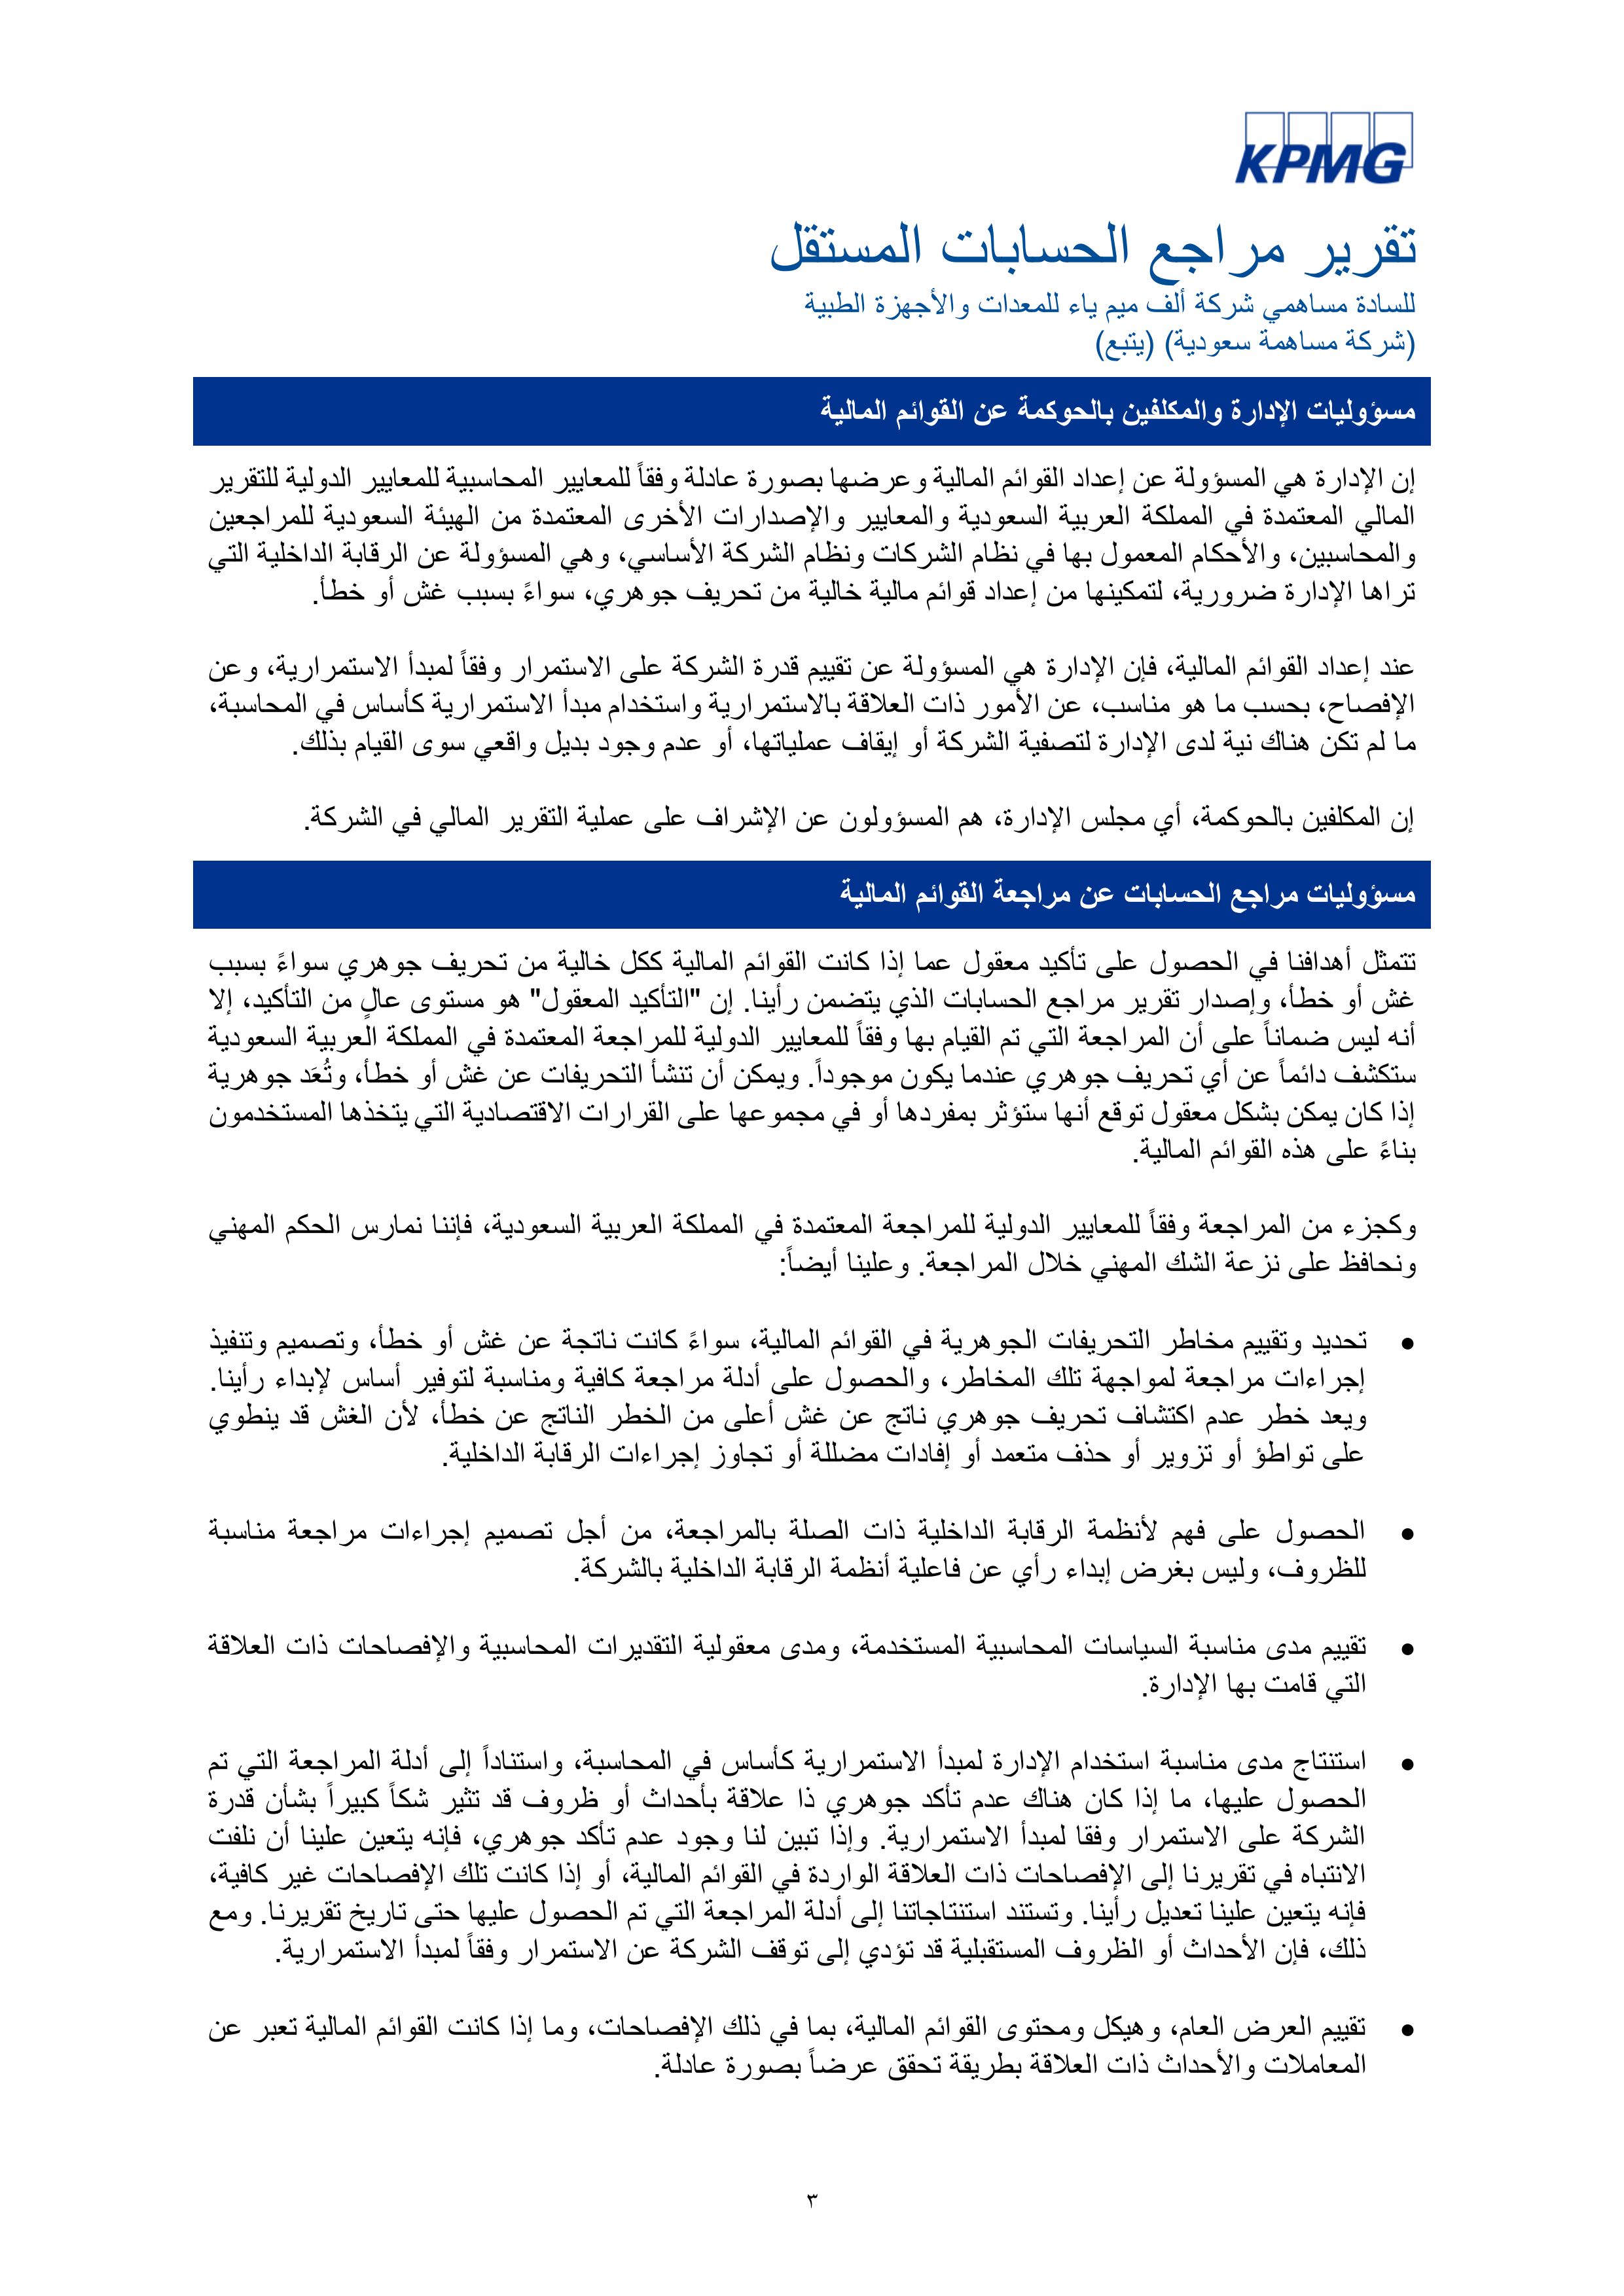 KPMG
تقرير مراجع الحسابات المستقل
للسادة مساهمي شركة ألف ميم ياء للمعدات والأجهزة الطبية
(شركة مساهمة سعودية) (يتبع)
مسؤوليات الإدارة والمكلفين بالحوكمة عن القوائم المالية
إن الإدارة هي المسؤولة عن إعداد القوائم المالية وعرضها بصورة عادلة وفقاً للمعايير المحاسبية للمعايير الدولية للتقرير
المالي المعتمدة في المملكة العربية السعودية والمعايير والإصدارات الأخرى المعتمدة من الهيئة السعودية للمراجعين
والمحاسبين، والأحكام المعمول بها في نظام الشركات ونظام الشركة الأساسي، وهي المسؤولة عن الرقابة الداخلية التي
تراها الإدارة ضرورية، لتمكينها من إعداد قوائم مالية خالية من تحريف جوهري، سواءً بسبب غش أو خطأ.
عند إعداد القوائم المالية، فإن الإدارة هي المسؤولة عن تقييم قدرة الشركة على الاستمرار وفقاً لمبدأ الاستمرارية، وعن
الإفصاح، بحسب ما هو مناسب، عن الأمور ذات العلاقة بالاستمرارية واستخدام مبدأ الاستمرارية كأساس في المحاسبة،
ما لم تكن هناك نية لدى الإدارة لتصفية الشركة أو إيقاف عملياتها، أو عدم وجود بديل واقعي سوى القيام بذلك.
إن المكلفين بالحوكمة، أي مجلس الإدارة، هم المسؤولون عن الإشراف على عملية التقرير المالي في الشركة.
مسؤوليات مراجع الحسابات عن مراجعة القوائم المالية
تتمثل أهدافنا في الحصول على تأكيد معقول عما إذا كانت القوائم المالية ككل خالية من تحريف جوهري سواءً بسبب
غش أو خطأ، وإصدار تقرير مراجع الحسابات الذي يتضمن رأينا. إن "التأكيد المعقول" هو مستوى عالٍ من التأكيد، إلا
أنه ليس ضماناً على أن المراجعة التي تم القيام بها وفقاً للمعايير الدولية للمراجعة المعتمدة في المملكة العربية السعودية
ستكشف دائماً عن أي تحريف جوهري عندما يكون موجوداً. ويمكن أن تنشأ التحريفات عن غش أو خطأ، وتُعَد جوهرية
إذا كان يمكن بشكل معقول توقع أنها ستؤثر بمفردها أو في مجموعها على القرارات الاقتصادية التي يتخذها المستخدمون
بناءً على هذه القوائم المالية.
وكجزء من المراجعة وفقاً للمعايير الدولية للمراجعة المعتمدة في المملكة العربية السعودية، فإننا نمارس الحكم المهني
ونحافظ على نزعة الشك المهني خلال المراجعة. وعلينا أيضاً:
• تحديد وتقييم مخاطر التحريفات الجوهرية في القوائم المالية، سواءً كانت ناتجة عن غش أو خطأ، وتصميم وتنفيذ
إجراءات مراجعة لمواجهة تلك المخاطر، والحصول على أدلة مراجعة كافية ومناسبة لتوفير أساس لإبداء رأينا.
ويعد خطر عدم اكتشاف تحريف جوهري ناتج عن غش أعلى من الخطر الناتج عن خطأ، لأن الغش قد ينطوي
على تواطؤ أو تزوير أو حذف متعمد أو إفادات مضللة أو تجاوز إجراءات الرقابة الداخلية.
• الحصول على فهم لأنظمة الرقابة الداخلية ذات الصلة بالمراجعة، من أجل تصميم إجراءات مراجعة مناسبة
للظروف، وليس بغرض إبداء رأي عن فاعلية أنظمة الرقابة الداخلية بالشركة.
• تقييم مدى مناسبة السياسات المحاسبية المستخدمة، ومدى معقولية التقديرات المحاسبية والإفصاحات ذات العلاقة
التي قامت بها الإدارة.
• استنتاج مدى مناسبة استخدام الإدارة لمبدأ الاستمرارية كأساس في المحاسبة، واستناداً إلى أدلة المراجعة التي تم
الحصول عليها، ما إذا كان هناك عدم تأكد جوهري ذا علاقة بأحداث أو ظروف قد تثير شكاً كبيراً بشأن قدرة
الشركة على الاستمرار وفقا لمبدأ الاستمرارية. وإذا تبين لنا وجود عدم تأكد جوهري، فإنه يتعين علينا أن نلفت
الانتباه في تقريرنا إلى الإفصاحات ذات العلاقة الواردة في القوائم المالية، أو إذا كانت تلك الإفصاحات غير كافية،
فإنه يتعين علينا تعديل رأينا. وتستند استنتاجاتنا إلى أدلة المراجعة التي تم الحصول عليها حتى تاريخ تقريرنا. ومع
ذلك، فإن الأحداث أو الظروف المستقبلية قد تؤدي إلى توقف الشركة عن الاستمرار وفقاً لمبدأ الاستمرارية.
• تقييم العرض العام، وهيكل ومحتوى القوائم المالية، بما في ذلك الإفصاحات، وما إذا كانت القوائم المالية تعبر عن
المعاملات والأحداث ذات العلاقة بطريقة تحقق عرضاً بصورة عادلة.
٣